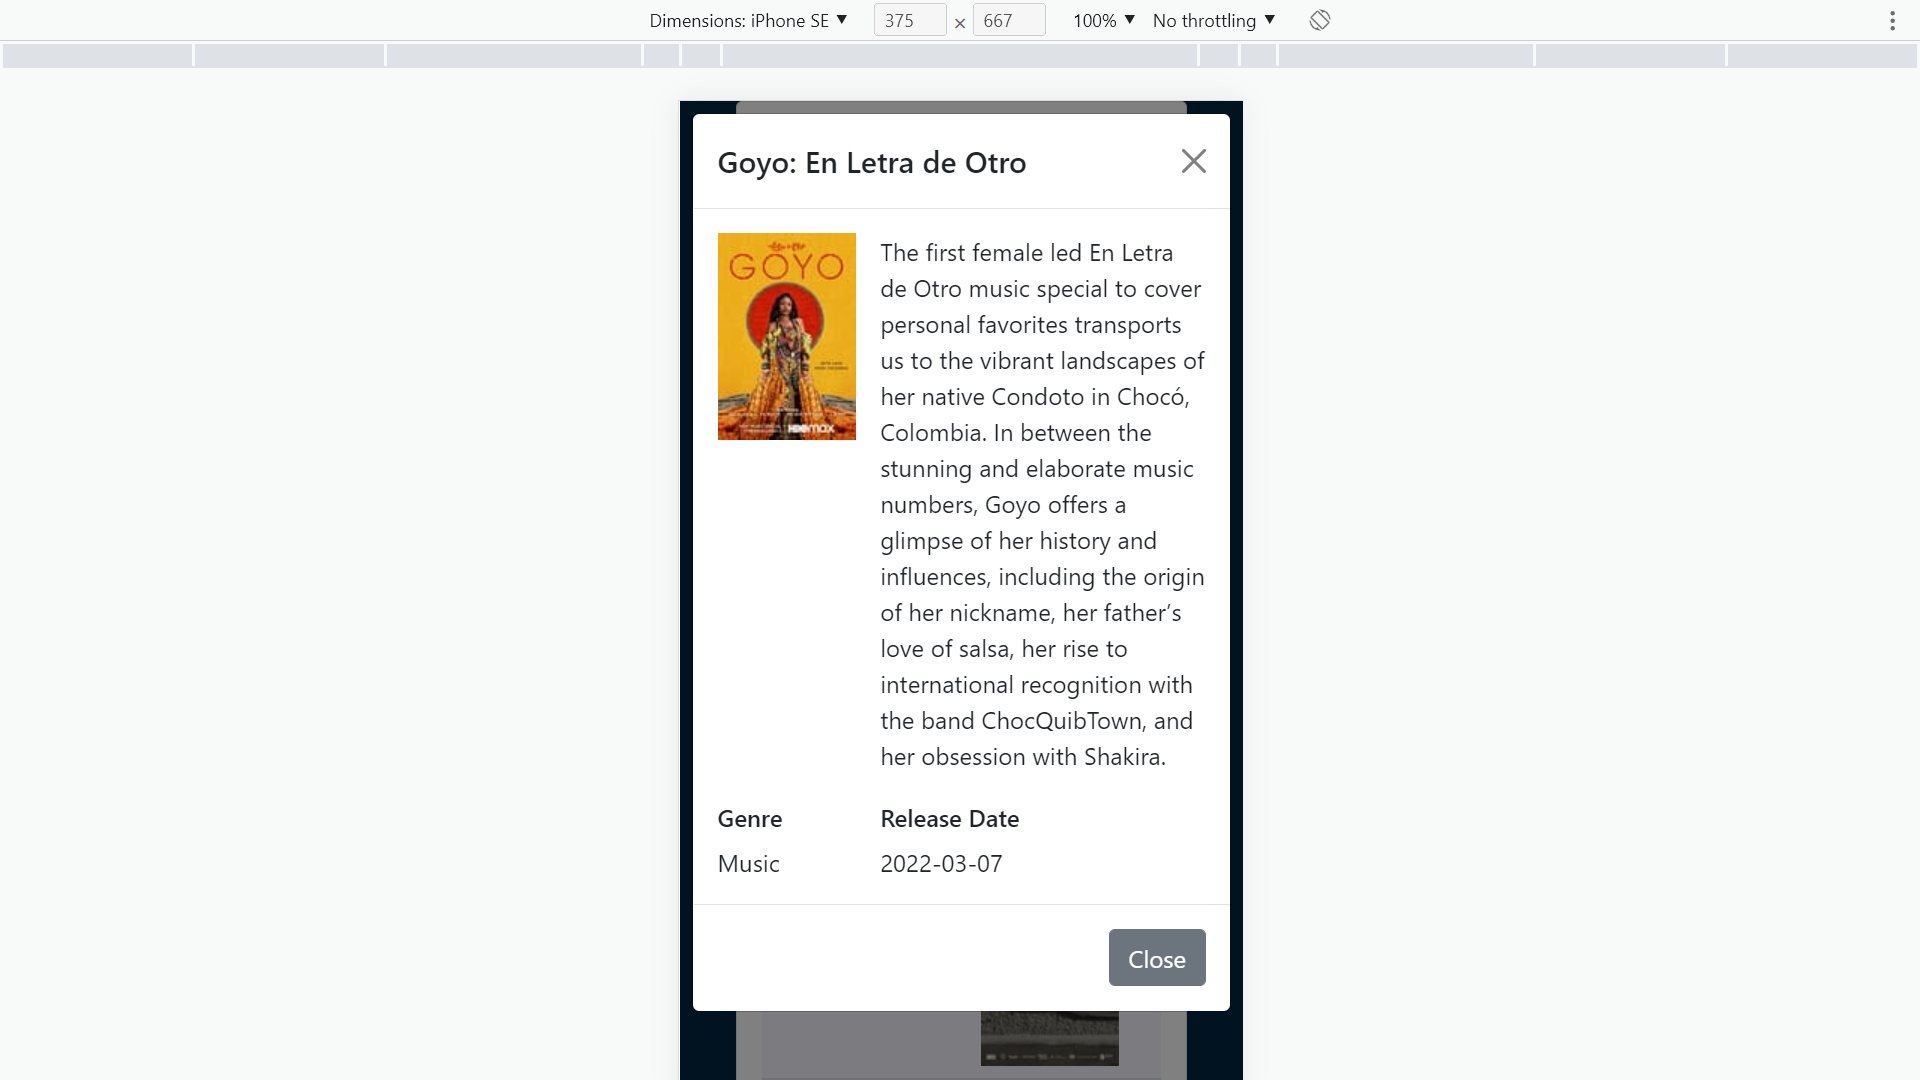 Dimensions: iPhone SE ▼ 375 × 667 100% ▼ No throttling ▼
Goyo: En Letra de Otro
GOYO
HBOmax
The first female led En Letra
de Otro music special to cover
personal favorites transports
us to the vibrant landscapes of
her native Condoto in Chocó,
Colombia. In between the
stunning and elaborate music
numbers, Goyo offers a
glimpse of her history and
influences, including the origin
of her nickname, her father’s
love of salsa, her rise to
international recognition with
the band ChocQuibTown, and
her obsession with Shakira.
Genre
Release Date
Music
2022-03-07
Close